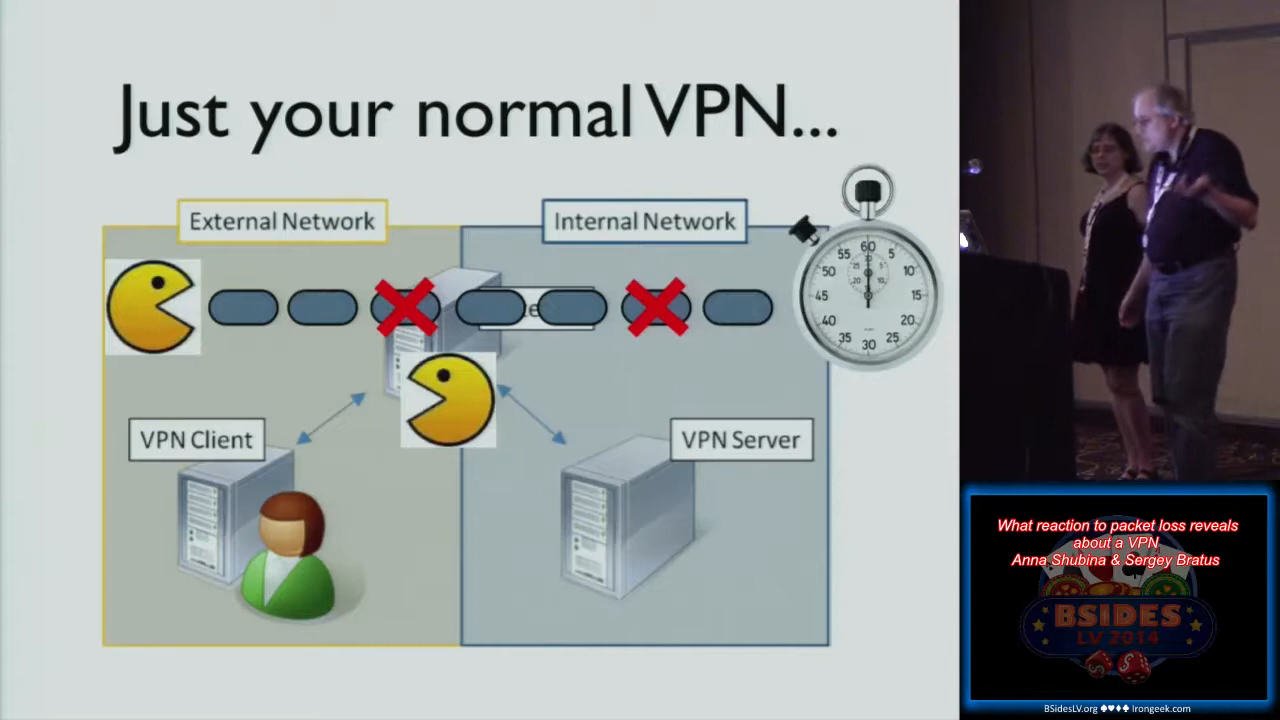 Just your normal VPN...
External Network
Internal Network
VPN Client
VPN Server
60
55
5
50
10
45
15
40
20
35
25
30
What reaction to packet loss reveals
about a VPN
Anna Shubina & Sergey Bratus
BSIDES
LV 2014
BSidesLV.org ♠♥♦♣ Irongeek.com